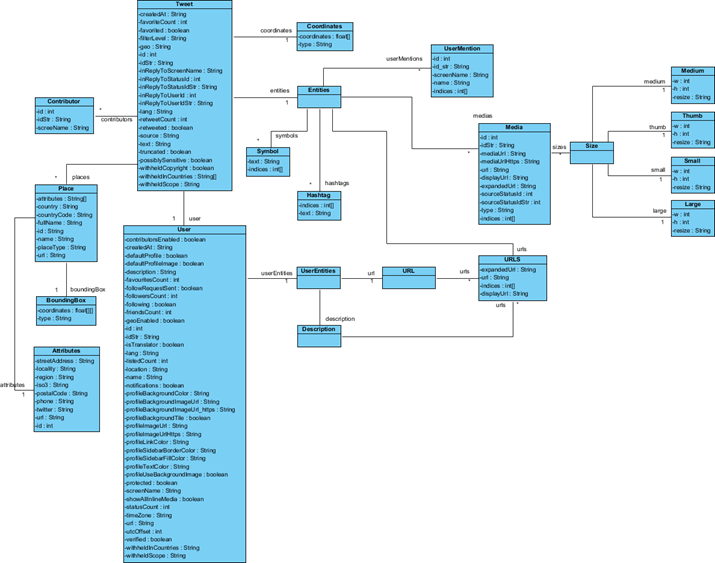 Tweet
-createdAt : String
-favoriteCount : int
-favorited : boolean
-filterLevel : String
-geo : String
-id : int
-idStr : String
-inReplyToScreenName : String
-inReplyToStatusId : int
-inReplyToStatusIdStr : String
-inReplyToUserId : int
-inReplyToUserIdStr : String
-lang : String
-retweetCount : int
-retweeted : boolean
-source : String
-text : String
-truncated : boolean
-possiblySensitive : boolean
-withheldCopyright : boolean
-withheldInCountries : String[]
-withheldScope : String
coordinates
1
Coordinates
-coordinates : float[]
-type : String
entities
1
Entities
userMentions
*
UserMention
-id : int
-id_str : String
-screenName : String
-name : String
-indices : int[]
Contributor
-id : int
-idStr : String
-screeName : String
*
contributors
*
symbols
Symbol
-text : String
-indices : int[]
*
hashtags
Hashtag
-indices : int[]
-text : String
medias
*
Media
-id : int
-idStr : String
-mediaUrl : String
-mediaUrlHttps : String
-url : String
-displayUrl : String
-expandedUrl : String
-sourceStatusId : int
-sourceStatusIdStr : int
-type : String
-indices : int[]
sizes
*
Size
medium
1
Medium
-w : int
-h : int
-resize : String
thumb
1
Thumb
-w : int
-h : int
-resize : String
small
1
Small
-w : int
-h : int
-resize : String
large
1
Large
-w : int
-h : int
-resize : String
*
places
Place
-attributes : String[]
-country : String
-countryCode : String
-fullName : String
-id : String
-name : String
-placeType : String
-url : String
1
boundingBox
BoundingBox
-coordinates : float[][]
-type : String
attributes
1
Attributes
-streetAddress : String
-locality : String
-region : String
-iso3 : String
-postalCode : String
-phone : String
-twitter : String
-url : String
-id : int
1
user
User
-contributorsEnabled : boolean
-createdAt : String
-defaultProfile : boolean
-defaultProfileImage : boolean
-description : String
-favouritesCount : int
-followRequestSent : boolean
-followersCount : int
-following : boolean
-friendsCount : int
-geoEnabled : boolean
-id : int
-idStr : String
-isTranslator : boolean
-lang : String
-listedCount : int
-location : String
-name : String
-notifications : boolean
-profileBackgroundColor : String
-profileBackgroundImageUrl : String
-profileBackgroundImageUrl_https : String
-profileBackgroundTile : boolean
-profileImageUrl : String
-profileImageUrlHttps : String
-profileLinkColor : String
-profileSidebarBorderColor : String
-profileSidebarFillColor : String
-profileTextColor : String
-profileUseBackgroundImage : boolean
-protected : boolean
-screenName : String
-showAllInlineMedia : boolean
-statusCount : int
-timeZone : String
-url : String
-utcOffset : int
-verified : boolean
-withheldInCountries : String
-withheldScope : String
userEntities
1
UserEntities
url
1
URL
urls
*
urls
*
URLS
-expandedUrl : String
-url : String
-indices : int[]
-displayUrl : String
urls
*
description
1
Description